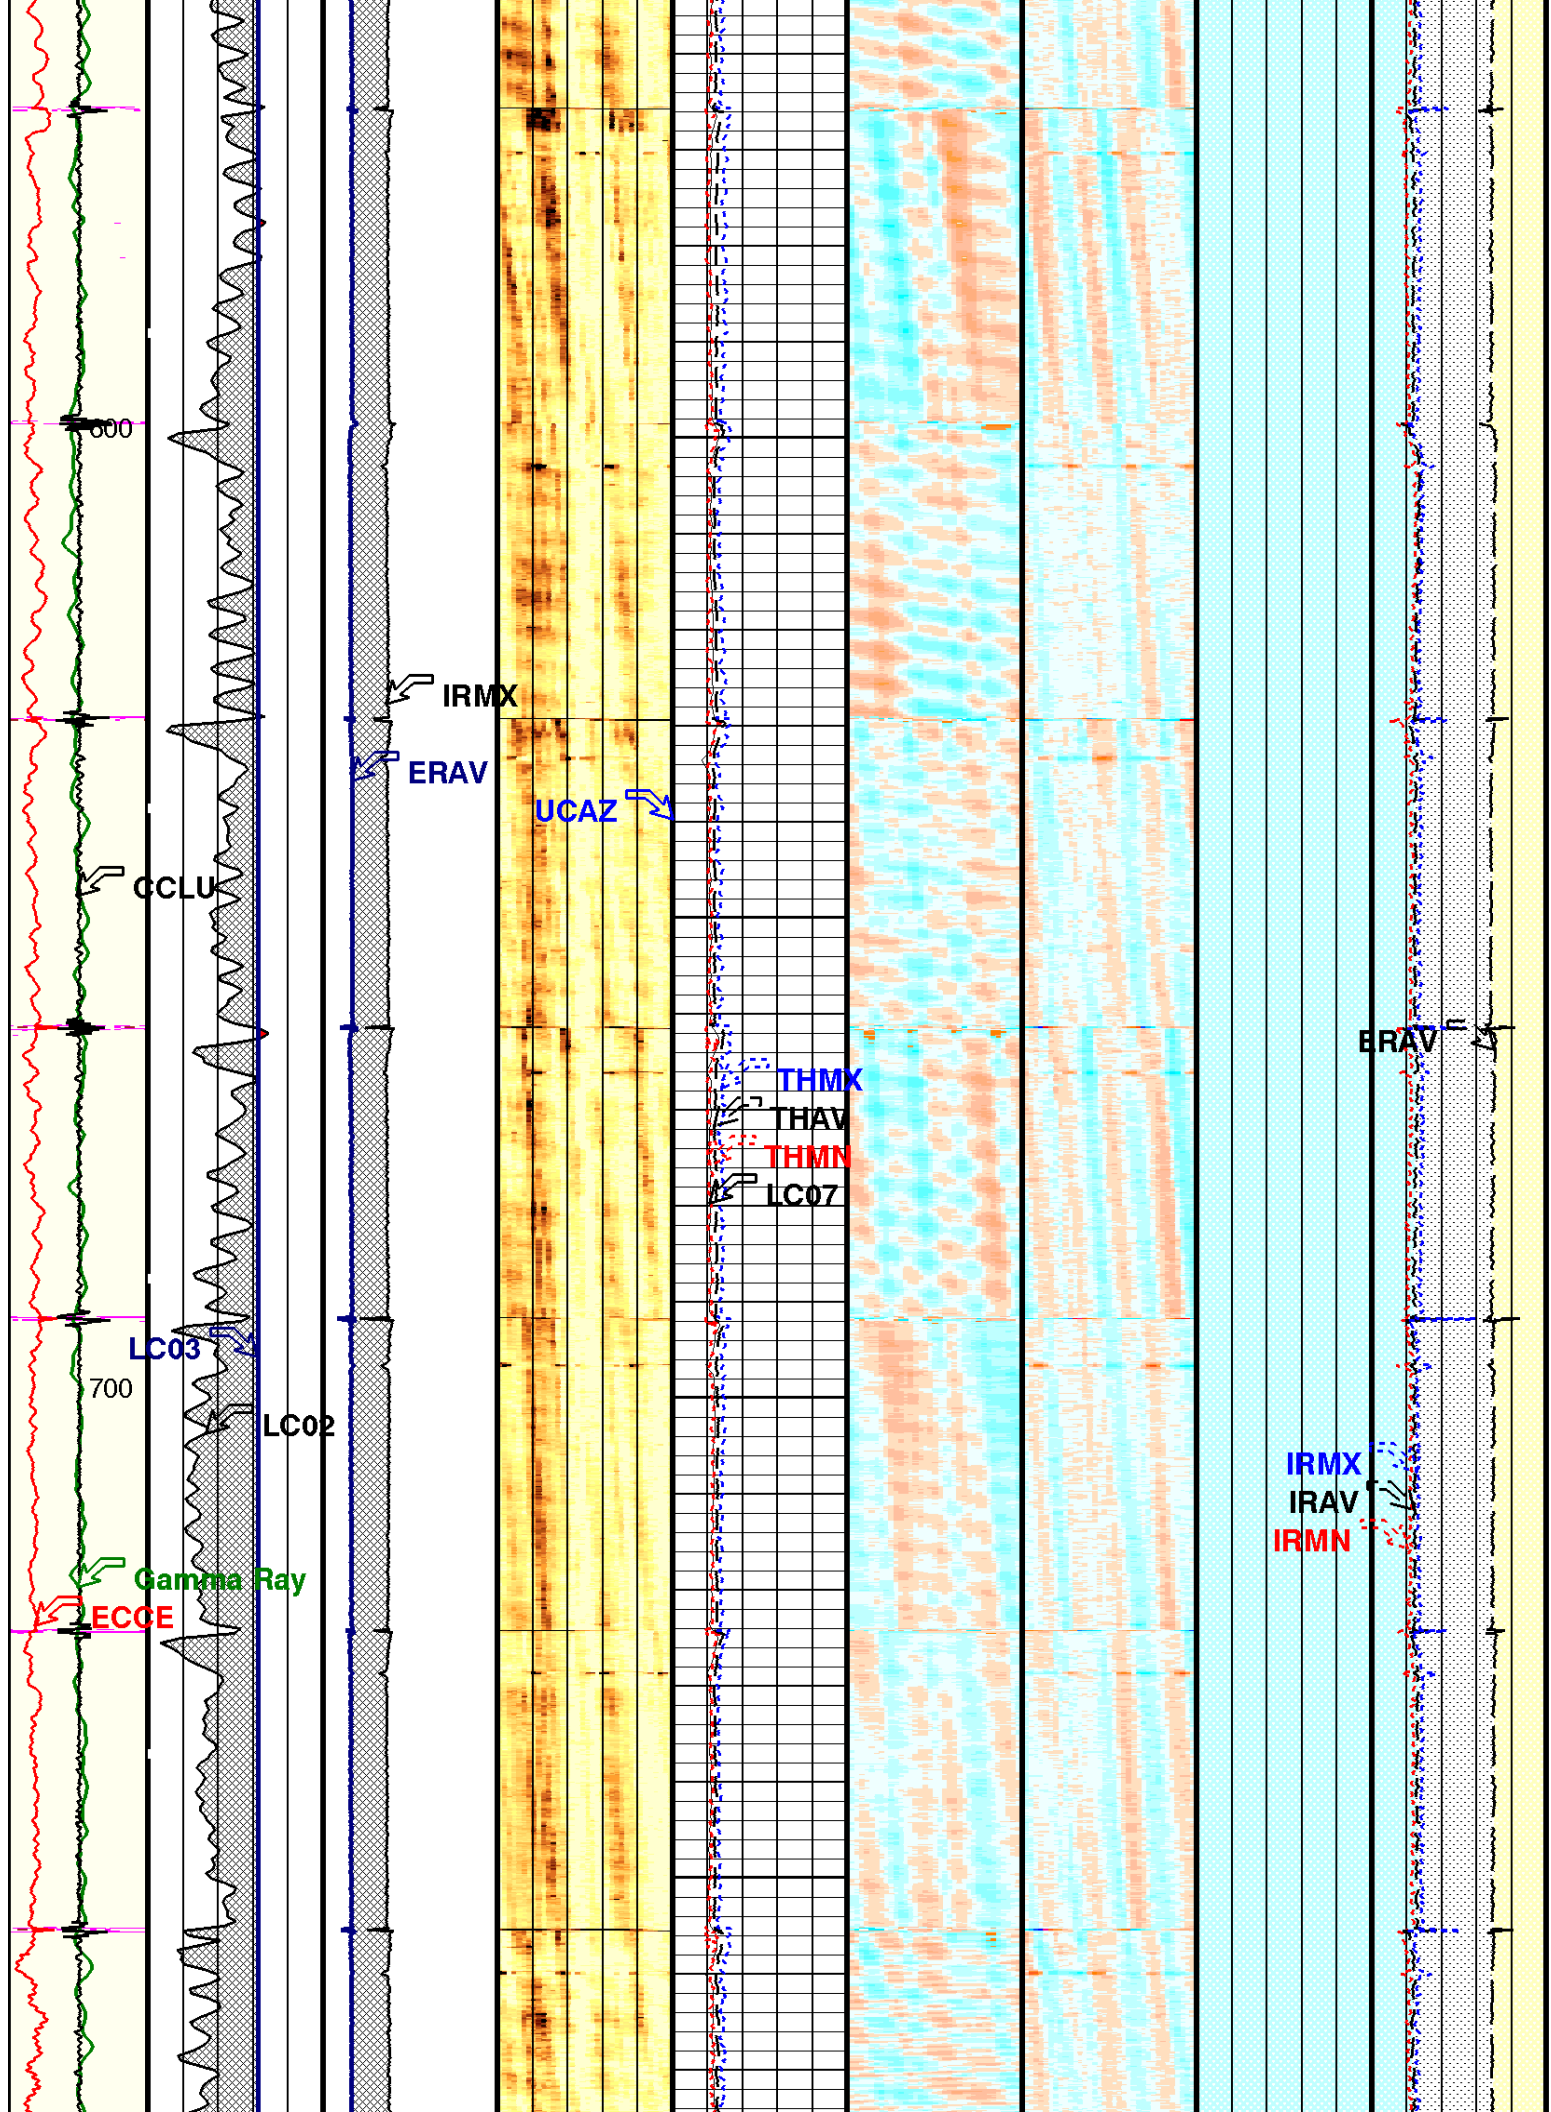 600
IRMX
ERAV
UCAZ
CCLU
ERAV
THMX
THAV
THMN
LC07
LC03
700
LC02
IRMX
IRAV
IRMN
Gamma Ray
ECCE